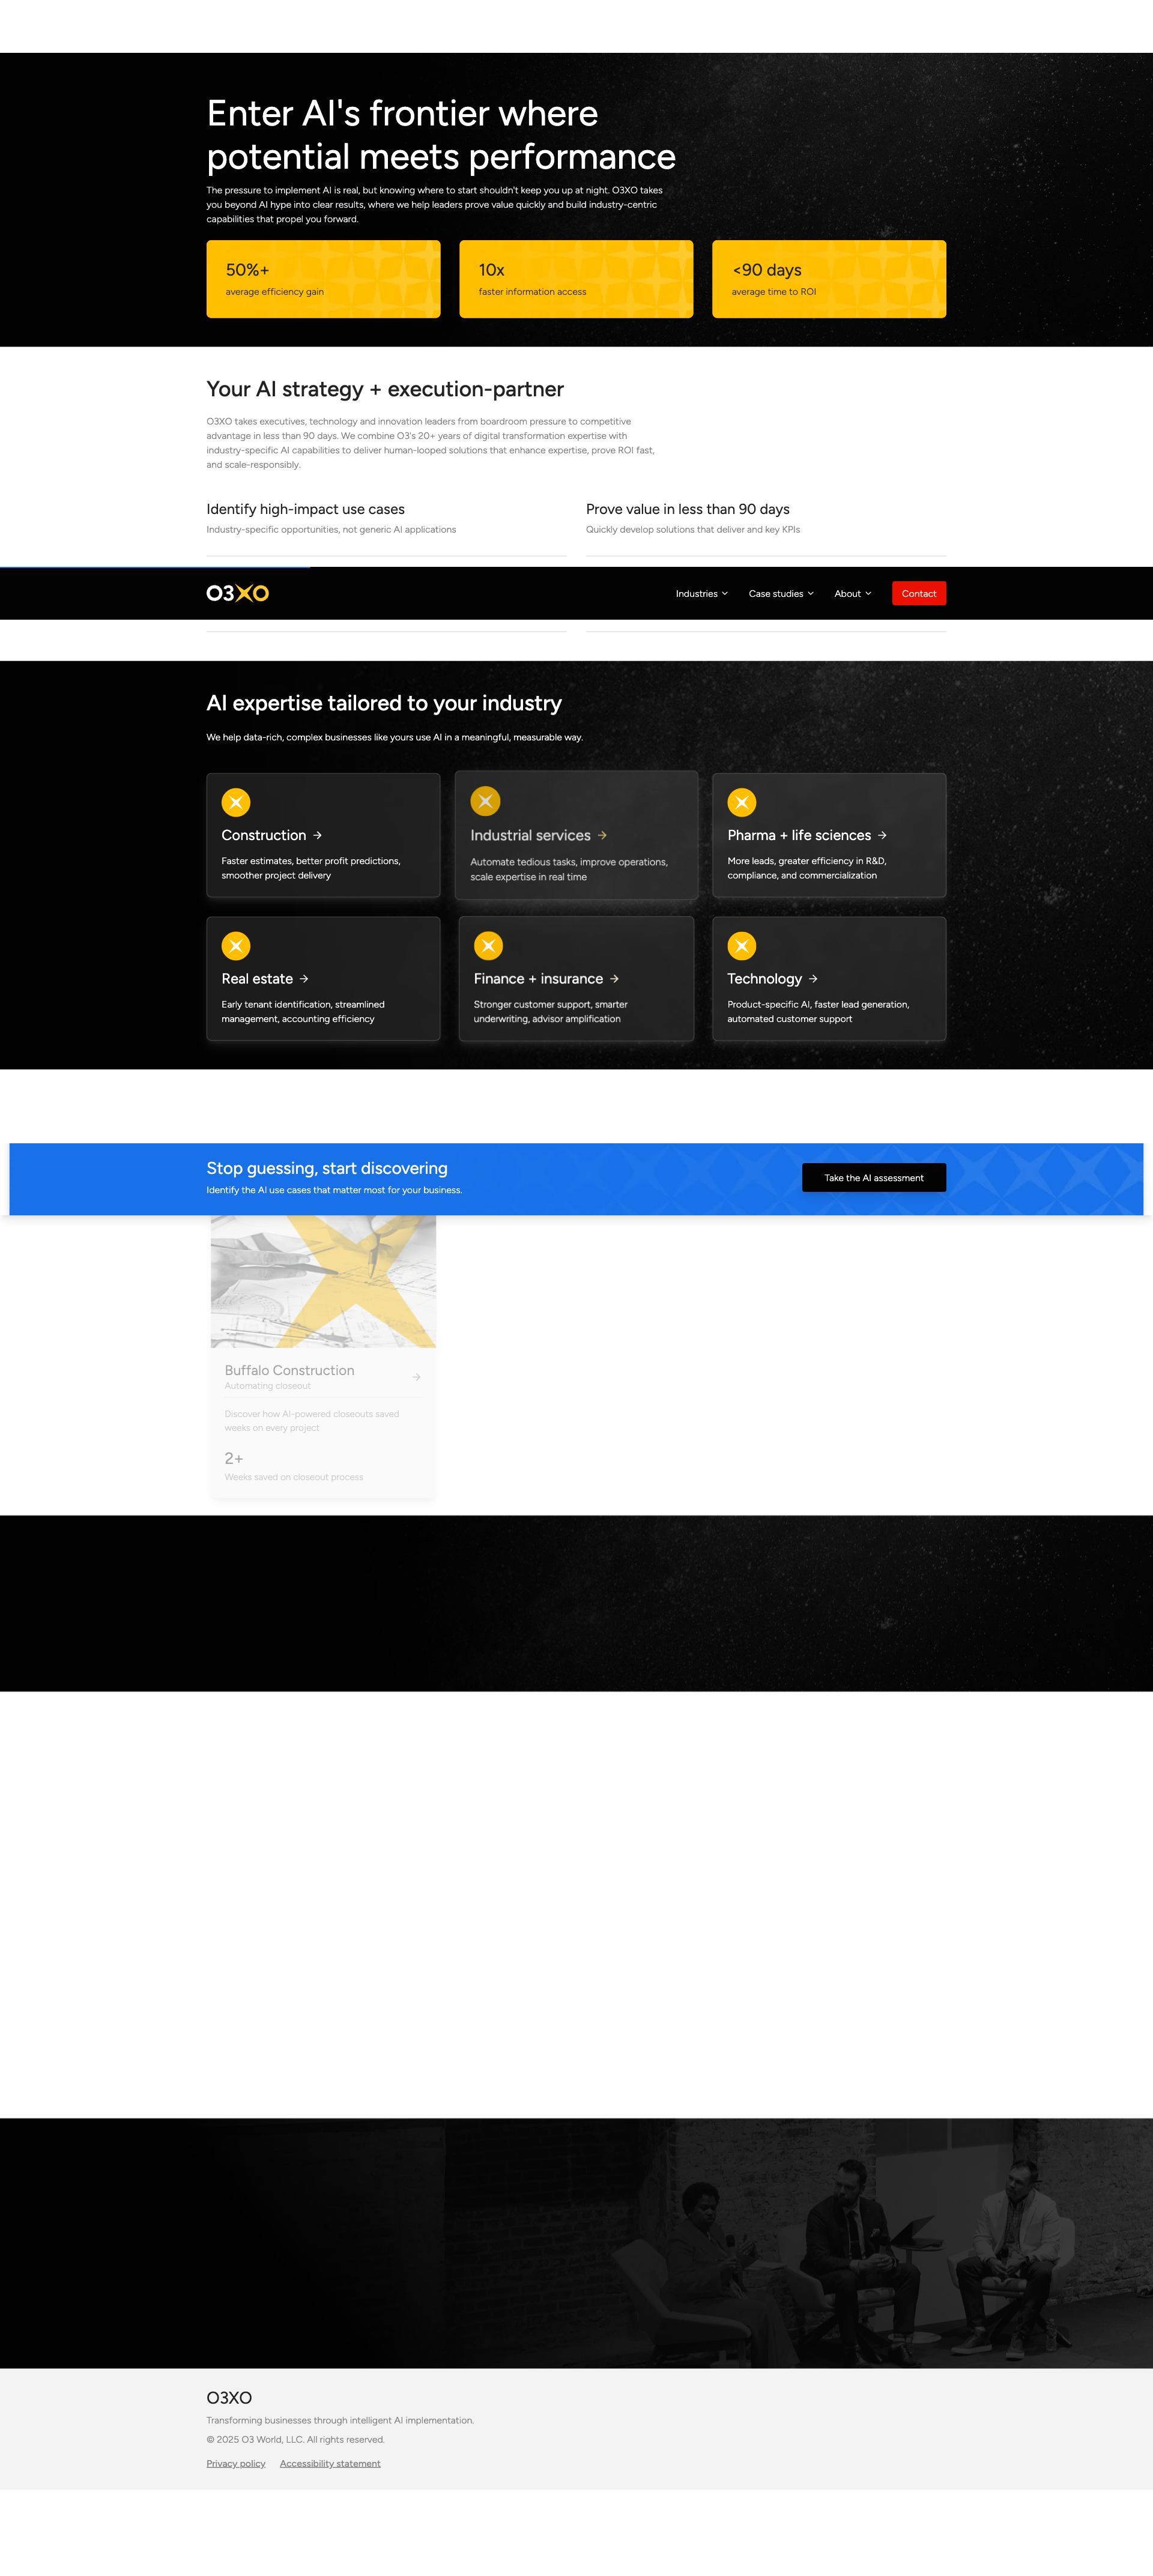 Enter AI's frontier where
potential meets performance
The pressure to implement AI is real, but knowing where to start shouldn't keep you up at night. O3XO takes
you beyond AI hype into clear results, where we help leaders prove value quickly and build industry-centric
capabilities that propel you forward.
50%+
average efficiency gain
10x
faster information access
<90 days
average time to ROI
Your AI strategy + execution-partner
O3XO takes executives, technology and innovation leaders from boardroom pressure to competitive
advantage in less than 90 days. We combine O3's 20+ years of digital transformation expertise with
industry-specific AI capabilities to deliver human-looped solutions that enhance expertise, prove ROI fast,
and scale-responsibly.
Identify high-impact use cases
Industry-specific opportunities, not generic AI applications
Prove value in less than 90 days
Quickly develop solutions that deliver and key KPIs
O3XO
Industries
Case studies
About
Contact
AI expertise tailored to your industry
We help data-rich, complex businesses like yours use AI in a meaningful, measurable way.
Construction
Faster estimates, better profit predictions,
smoother project delivery
Industrial services
Automate tedious tasks, improve operations,
scale expertise in real time
Pharma + life sciences
More leads, greater efficiency in R&D,
compliance, and commercialization
Real estate
Early tenant identification, streamlined
management, accounting efficiency
Finance + insurance
Stronger customer support, smarter
underwriting, advisor amplification
Technology
Product-specific AI, faster lead generation,
automated customer support
Stop guessing, start discovering
Identify the AI use cases that matter most for your business.
Take the AI assessment
Buffalo Construction
Automating closeout
Discover how AI-powered closeouts saved
weeks on every project
2+
Weeks saved on closeout process
O3XO
Transforming businesses through intelligent AI implementation.
© 2025 O3 World, LLC. All rights reserved.
Privacy policy
Accessibility statement